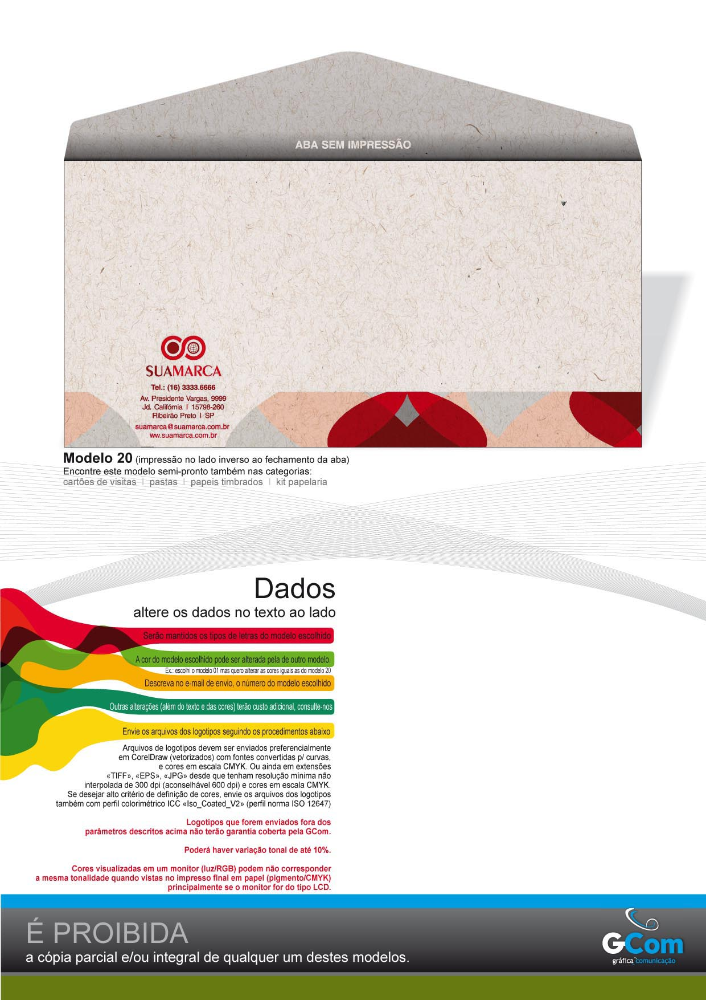 ABA SEM IMPRESSÃO
SUAMARCA
Tel.: (16) 3333.6666
Av. Presidente Vargas, 9999
Jd. Califórnia I 15798-260
Ribeirão Preto I SP
suamarca@suamarca.com.br
ww.suamarca.com.br
Modelo 20 (impressão no lado inverso ao fechamento da aba)
Encontre este modelo semi-pronto também nas categorias:
cartões de visitas I pastas I papeis timbrados I kit papelaria
Dados
altere os dados no texto ao lado
Serão mantidos os tipos de letras do modelo escolhido
A cor do modelo escolhido pode ser alterada pela de outro modelo.
Ex.: escolhi o modelo 01 mas quero alterar as cores iguais as do modelo 20
Descreva no e-mail de envio, o número do modelo escolhido
Outras alterações (além do texto e das cores) terão custo adicional, consulte-nos
Envie os arquivos dos logotipos seguindo os procedimentos abaixo
Arquivos de logotipos devem ser enviados preferencialmente
em CorelDraw (vetorizados) com fontes convertidas p/ curvas,
e cores em escala CMYK. Ou ainda em extensões
«TIFF», «EPS», «JPG» desde que tenham resolução mínima não
interpolada de 300 dpi (aconselhável 600 dpi) e cores em escala CMYK.
Se desejar alto critério de definição de cores, envie os arquivos dos logotipos
também com perfil colorimétrico ICC «Iso_Coated_V2» (perfil norma ISO 12647)
Logotipos que forem enviados fora dos
parâmetros descritos acima não terão garantia coberta pela GCom.
Poderá haver variação tonal de até 10%.
Cores visualizadas em um monitor (luz/RGB) podem não corresponder
a mesma tonalidade quando vistas no impresso final em papel (pigmento/CMYK)
principalmente se o monitor for do tipo LCD.
É PROIBIDA
a cópia parcial e/ou integral de qualquer um destes modelos.
GCom
gráfica comunicação